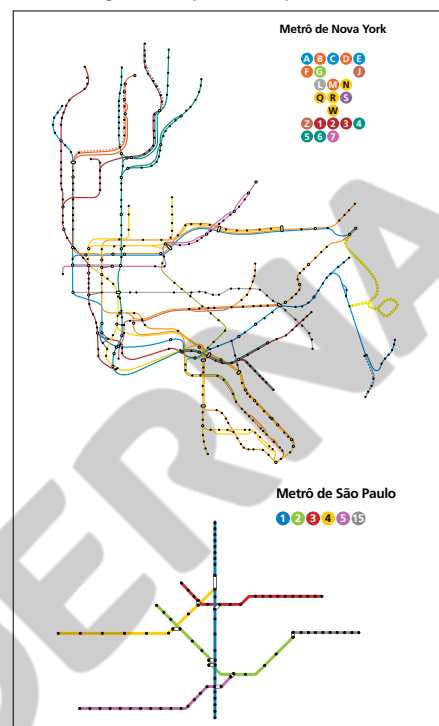 Metrô de Nova York
A B C D E
F G J
L M N
Q R S
W
Z 1 2 3 4
5 6 7
Metrô de São Paulo
1 2 3 4 5 15